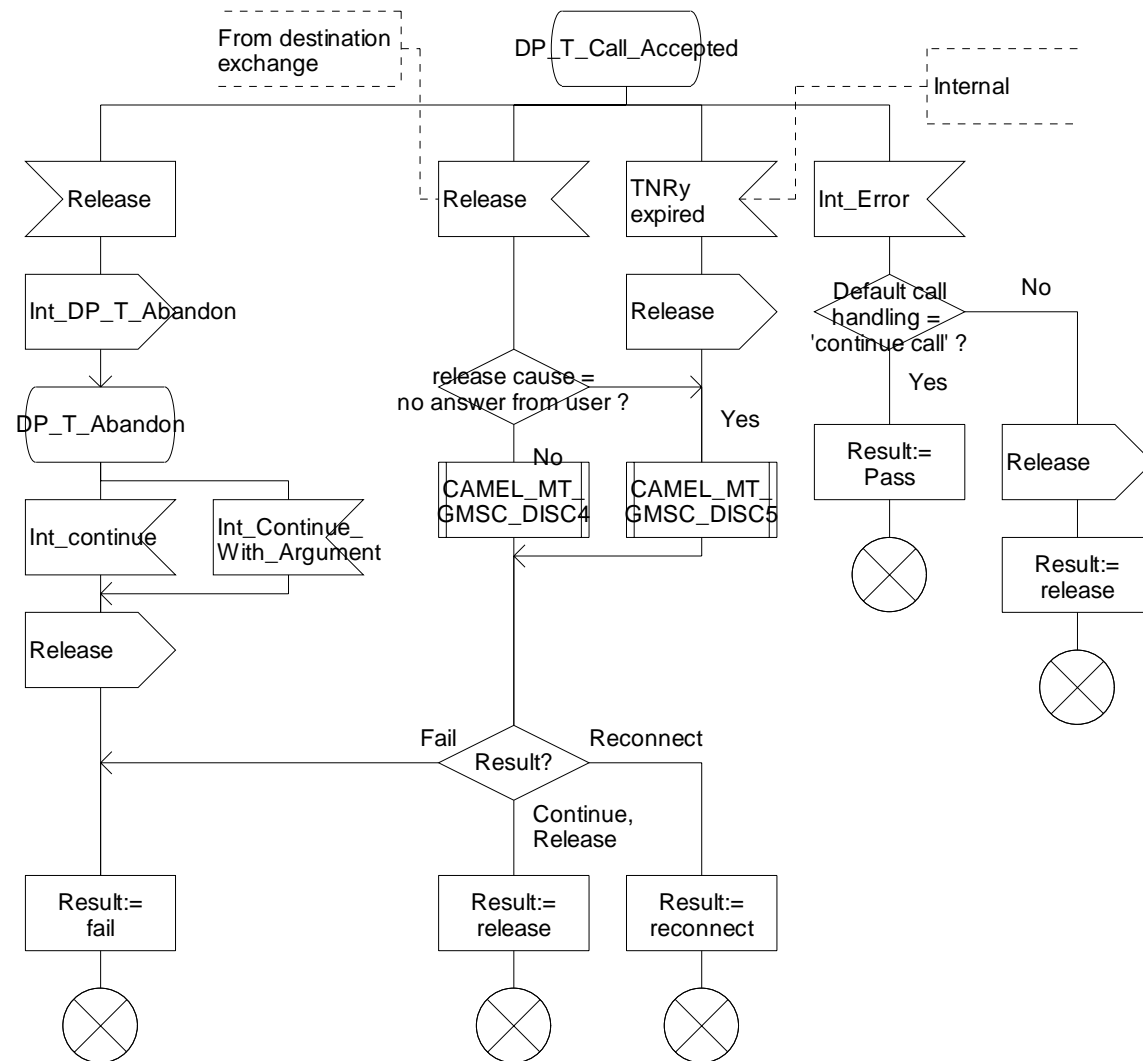 From destination
exchange
DP_T_Call_Accepted
Internal
Release
Release
TNRy
expired
Int_Error
Int_DP_T_Abandon
Release
Default call
handling =
'continue call' ?
No
Yes
release cause =
no answer from user ?
Yes
No
DP_T_Abandon
Int_continue
Int_Continue_
With_Argument
CAMEL_MT_
GMSC_DISC4
CAMEL_MT_
GMSC_DISC5
Result:=
Pass
Release
Result:=
release
Release
Fail
Result?
Reconnect
Continue,
Release
Result:=
fail
Result:=
release
Result:=
reconnect